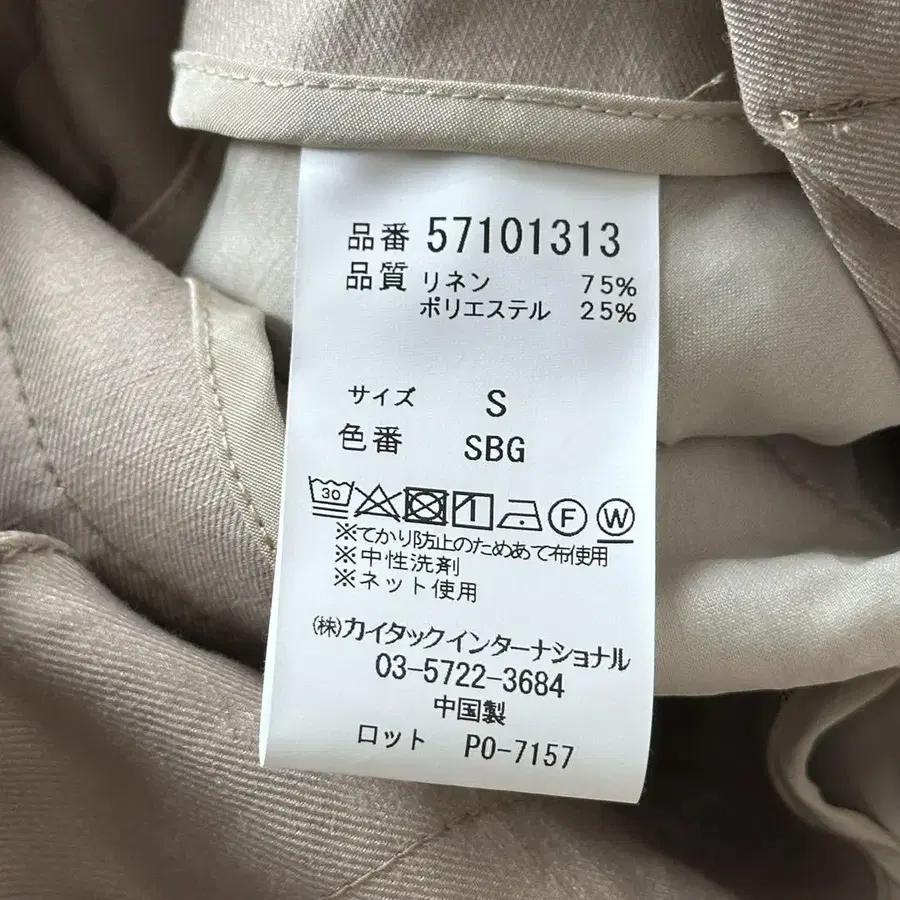 品番 57101313
品質 リネン 75%
ポリエステル 25%
サイズ S
色番 SBG
30 F W
※てかり防止のためあて布使用
※中性洗剤
※ネット使用
㈱カイタックインターナショナル
03-5722-3684
中国製
ロット PO-7157